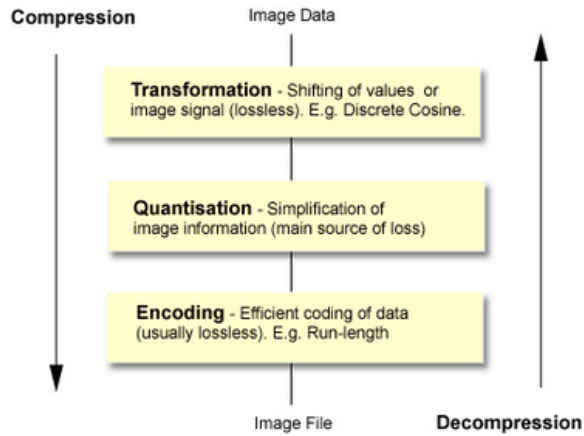 Compression
Image Data
Transformation - Shifting of values or
image signal (lossless). E.g. Discrete Cosine.
Quantisation - Simplification of
image information (main source of loss)
Encoding - Efficient coding of data
(usually lossless). E.g. Run-length
Image File
Decompression